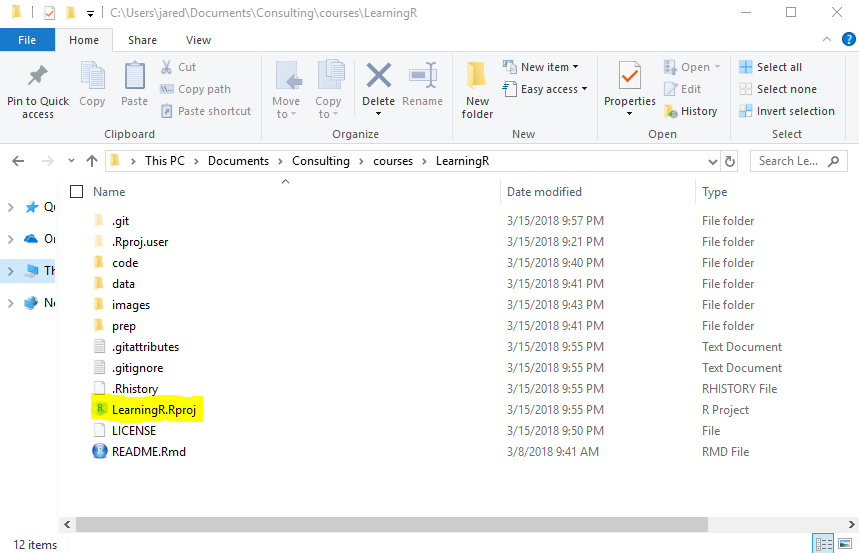 C:\Users\jared\Documents\Consulting\courses\LearningR
File Home Share View
Pin to Quick access
Copy
Paste
Cut
Copy path
Paste shortcut
Clipboard
Move to
Copy to
Delete
Rename
Organize
New folder
New item
Easy access
New
Properties
Open
Edit
History
Open
Select all
Select none
Invert selection
Select
This PC > Documents > Consulting > courses > LearningR
Search Le...
Name Date modified Type
.git 3/15/2018 9:57 PM File folder
.Rproj.user 3/15/2018 9:21 PM File folder
code 3/15/2018 9:40 PM File folder
data 3/15/2018 9:41 PM File folder
images 3/15/2018 9:43 PM File folder
prep 3/15/2018 9:41 PM File folder
.gitattributes 3/15/2018 9:55 PM Text Document
.gitignore 3/15/2018 9:55 PM Text Document
.Rhistory 3/15/2018 9:55 PM RHISTORY File
LearningR.Rproj 3/15/2018 9:55 PM R Project
LICENSE 3/15/2018 9:50 PM File
README.Rmd 3/8/2018 9:41 AM RMD File
12 items